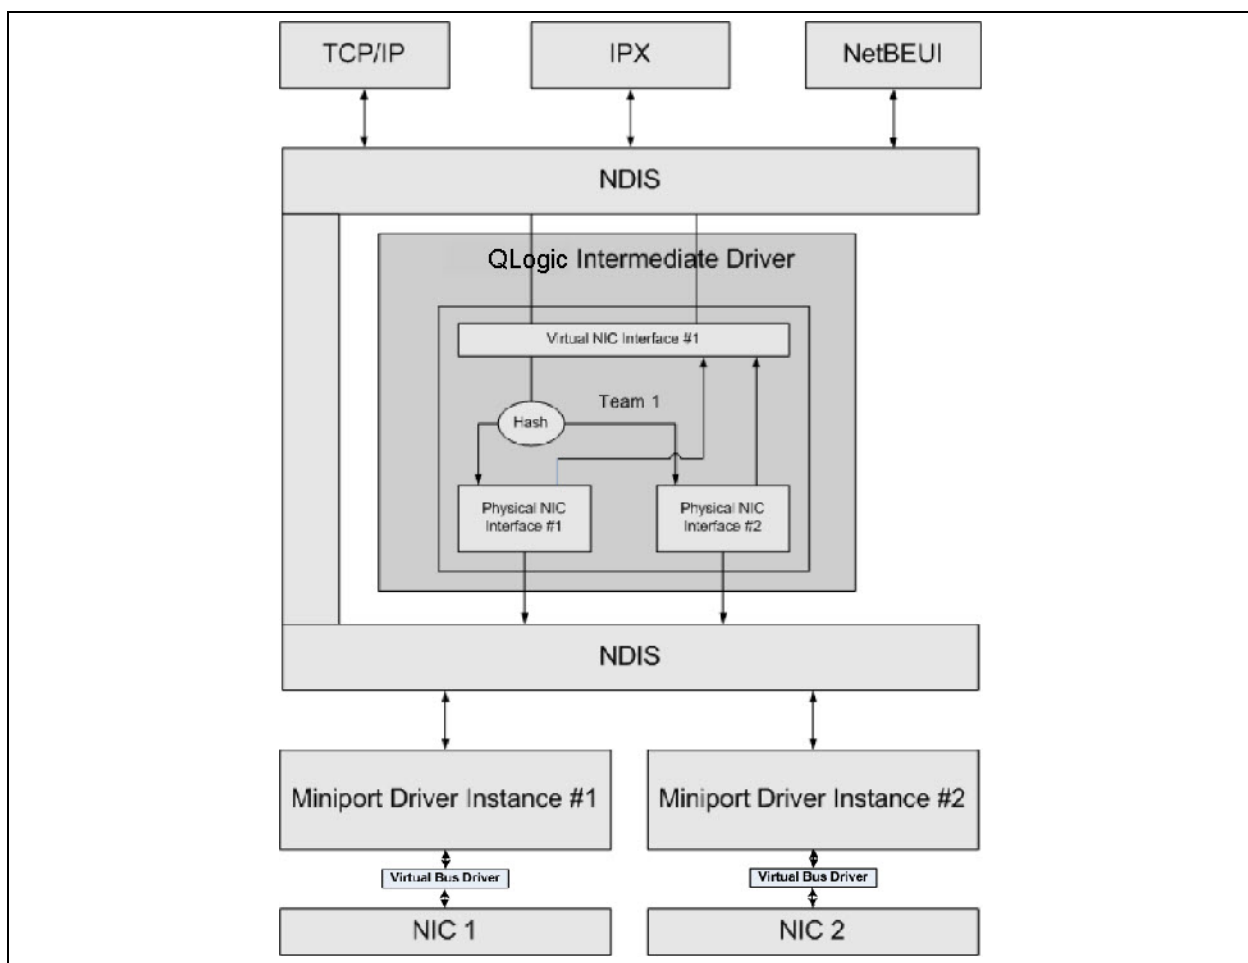 TCP/IP
IPX
NetBEUI
NDIS
QLogic Intermediate Driver
Virtual NIC Interface #1
Team 1
Hash
Physical NIC
Interface #1
Physical NIC
Interface #2
NDIS
Miniport Driver Instance #1
Miniport Driver Instance #2
Virtual Bus Driver
Virtual Bus Driver
NIC 1
NIC 2